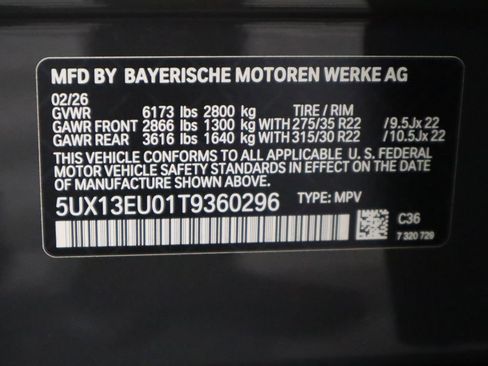 MFD BY BAYERISCHE MOTOREN WERKE AG
02/26
GVWR 6173 lbs 2800 kg TIRE / RIM
GAWR FRONT 2866 lbs 1300 kg WITH 275/35 R22 /9.5Jx 22
GAWR REAR 3616 lbs 1640 kg WITH 315/30 R22 /10.5Jx 22
THIS VEHICLE CONFORMS TO ALL APPLICABLE U. S. FEDERAL
MOTOR VEHICLE SAFETY STANDARDS IN EFFECT ON THE DATE OF
MANUFACTURE SHOWN ABOVE.
5UX13EU01T9360296 TYPE: MPV
C36
7 320 729